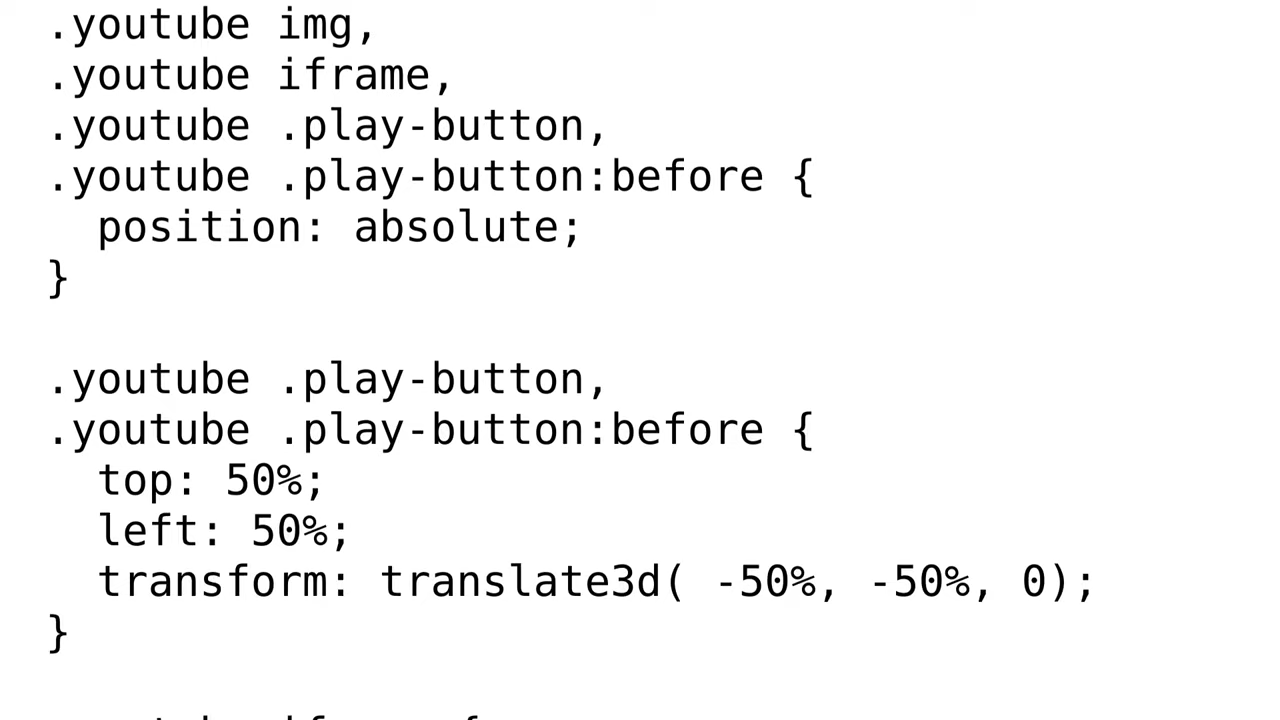 .youtube img,
.youtube iframe,
.youtube .play-button,
.youtube .play-button:before {
  position: absolute;
}

.youtube .play-button,
.youtube .play-button:before {
  top: 50%;
  left: 50%;
  transform: translate3d( -50%, -50%, 0);
}